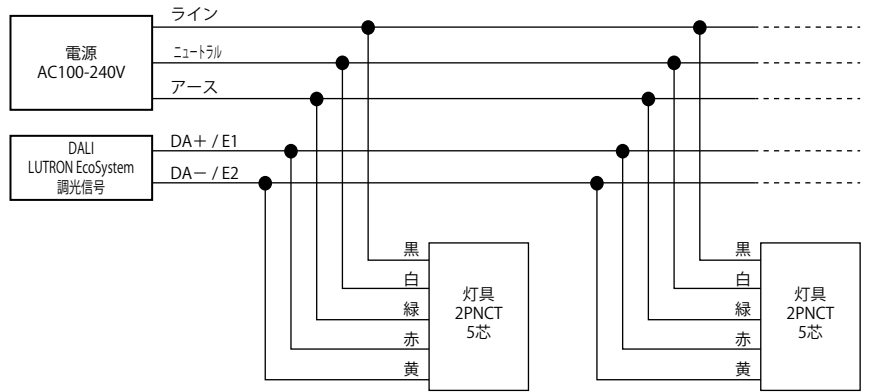 ライン
電源
AC100-240V
ニュートラル
アース
DALI
LUTRON EcoSystem
調光信号
DA＋ / E1
DA－ / E2
黒
白
緑
赤
黄
灯具
2PNCT
5芯
黒
白
緑
赤
黄
灯具
2PNCT
5芯